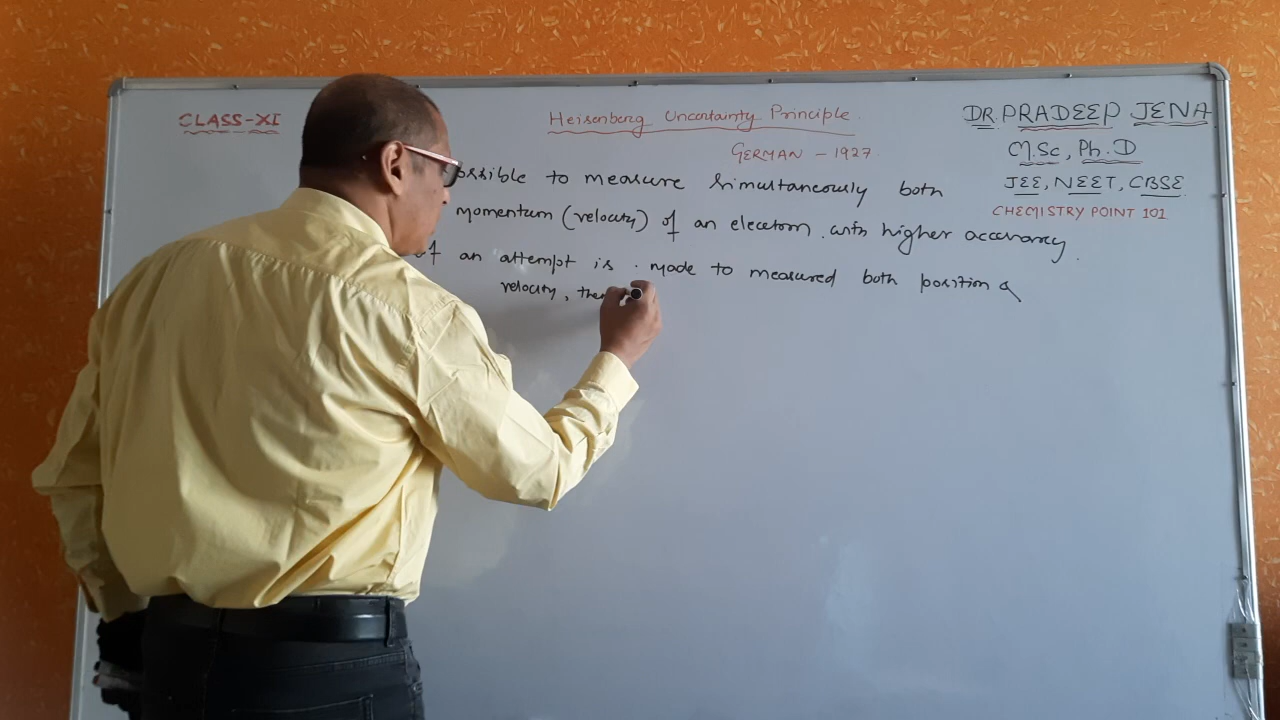 CLASS-XI
Heisenberg Uncertainty Principle.
GERMAN - 1927
DR PRADEEP JENA
M.Sc, Ph.D
JEE, NEET, CBSE
CHEMISTRY POINT 101
ossible to measure simultaneously both
momentum (velocity) of an electron with higher accuracy.
If an attempt is made to measured both position &
velocity, then